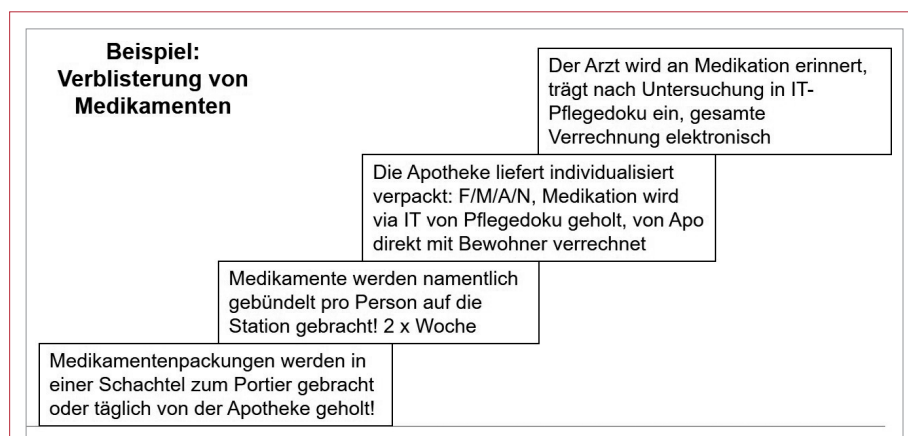 Beispiel:
Verblisterung von
Medikamenten
Der Arzt wird an Medikation erinnert,
trägt nach Untersuchung in IT-
Pflegedoku ein, gesamte
Verrechnung elektronisch
Die Apotheke liefert individualisiert
verpackt: F/M/A/N, Medikation wird
via IT von Pflegedoku geholt, von Apo
direkt mit Bewohner verrechnet
Medikamente werden namentlich
gebündelt pro Person auf die
Station gebracht! 2 x Woche
Medikamentenpackungen werden in
einer Schachtel zum Portier gebracht
oder täglich von der Apotheke geholt!